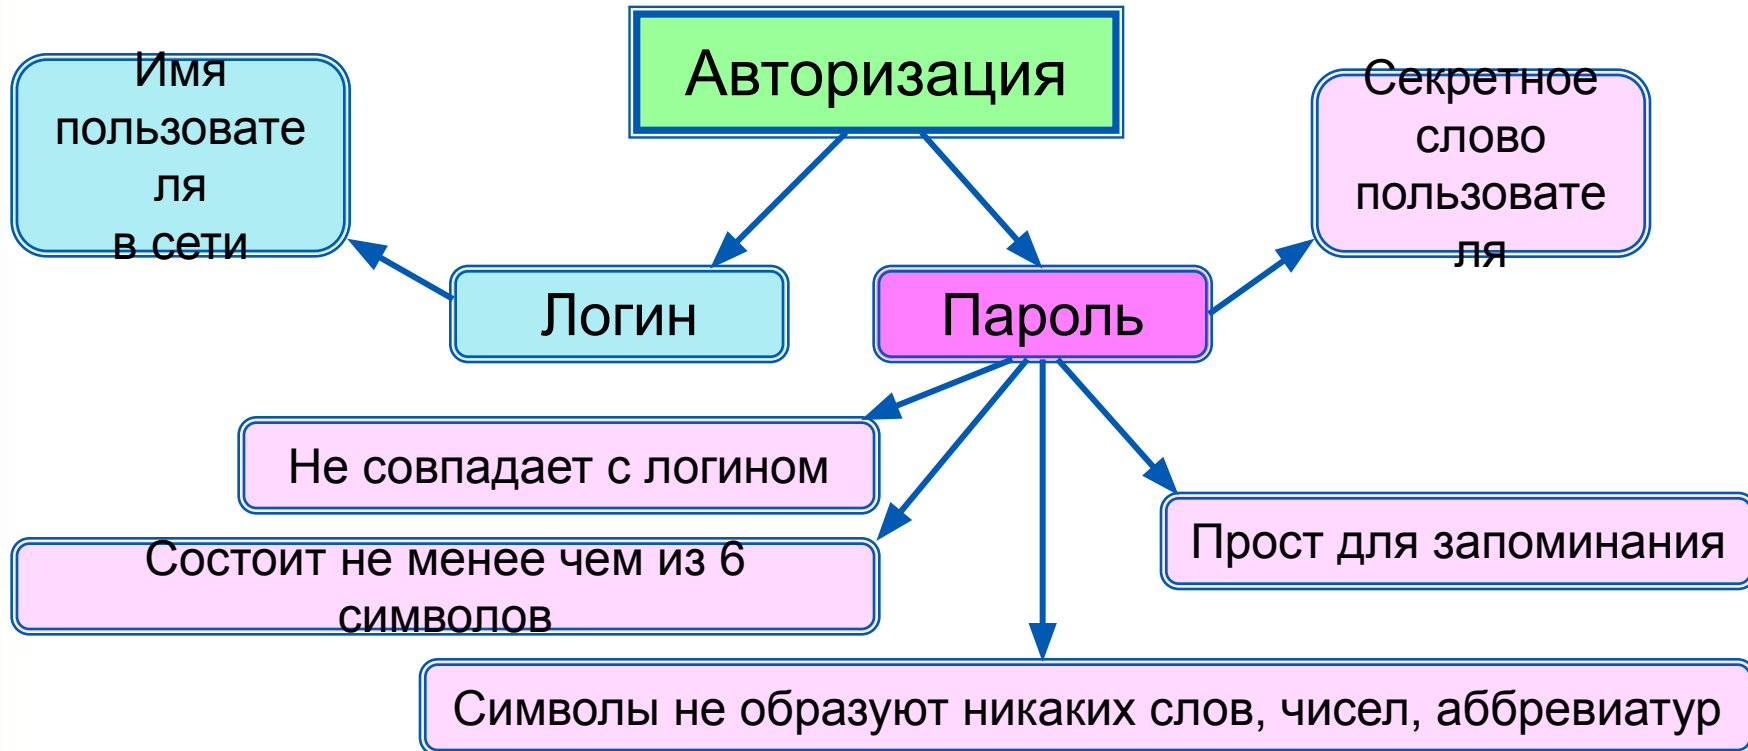 Авторизация
Имя
пользовате
ля
в сети
Секретное
слово
пользовате
ля
Логин
Пароль
Не совпадает с логином
Состоит не менее чем из 6
символов
Прост для запоминания
Символы не образуют никаких слов, чисел, аббревиатур